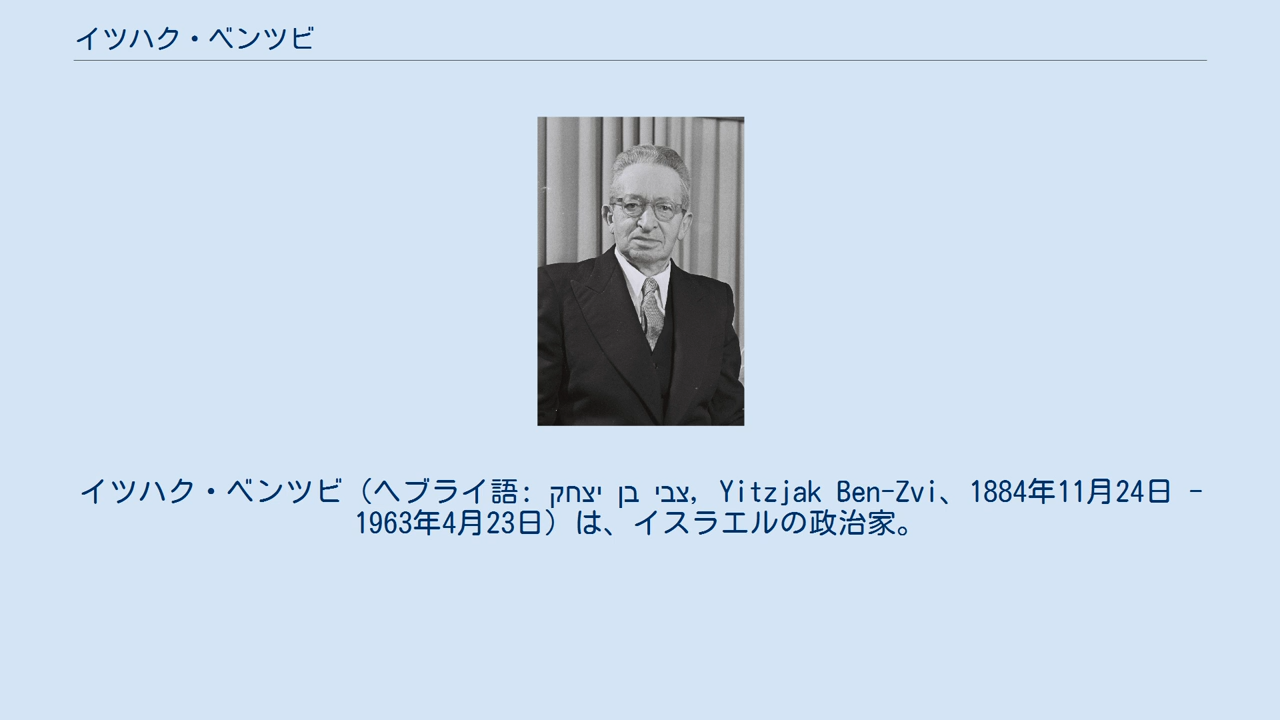 イツハク・ベンツビ
イツハク・ベンツビ（ヘブライ語: יצחק בן צבי, Yitzjak Ben-Zvi、1884年11月24日 -
1963年4月23日）は、イスラエルの政治家。